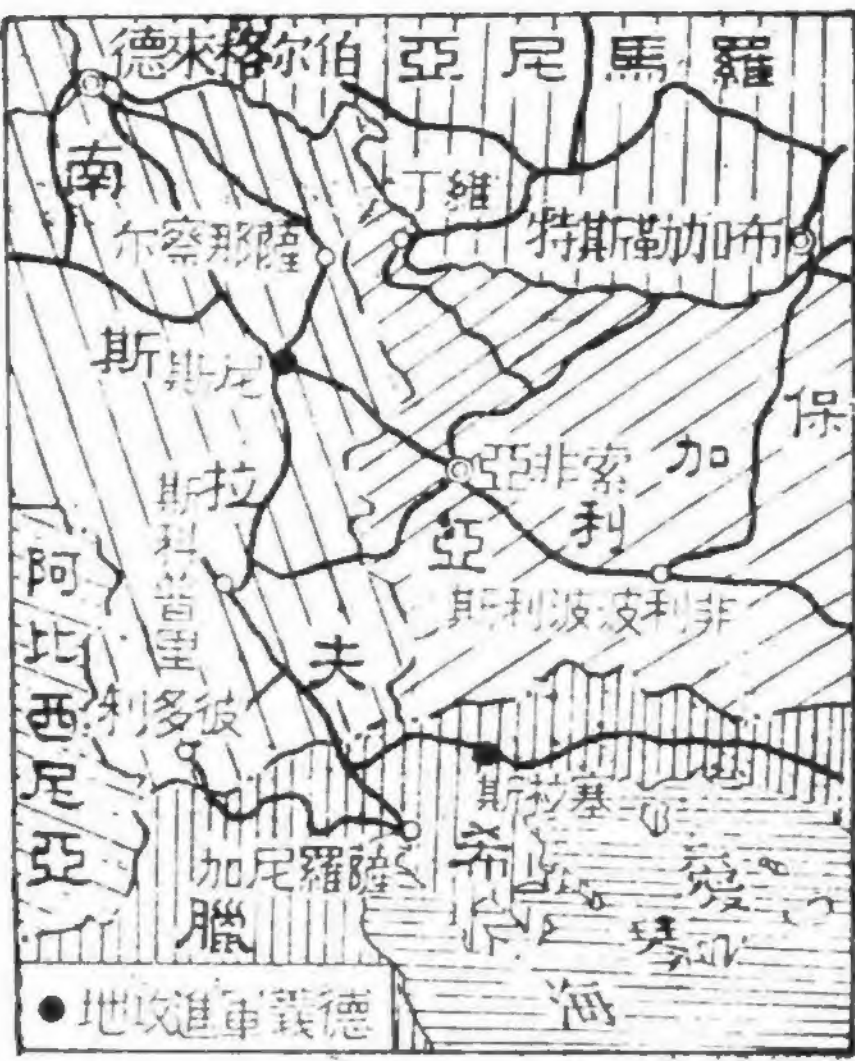 羅馬尼亞
伯尔格來德
南斯拉夫
維丁
布加勒斯特
薩那察尔
尼斯
保加利亞
索非亞
斯科普里
非利波波利斯
阿比西尼亞
彼多利
塞拉斯
薩羅尼加
希臘
愛琴海
德義軍進攻地